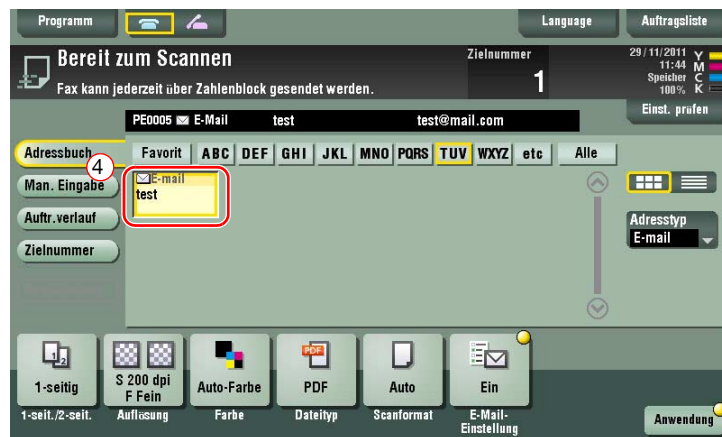 Programm
Language
Auftragsliste
Bereit zum Scannen
Zielnummer
1
Fax kann jederzeit über Zahlenblock gesendet werden.
29/11/2011
11:44
Speicher
100%
Y
M
C
K
Einst. prüfen
PE0005 E-Mail test test@mail.com
Adressbuch
Favorit ABC DEF GHI JKL MNO PQRS TUV WXYZ etc Alle
4
Man. Eingabe
E-mail
test
Auftr.verlauf
Zielnummer
Adresstyp
E-mail
1 2
PDF
1-seitig
S 200 dpi
F Fein
Auto-Farbe
PDF
Auto
Ein
1-seit./2-seit.
Auflösung
Farbe
Dateityp
Scanformat
E-Mail-
Einstellung
Anwendung